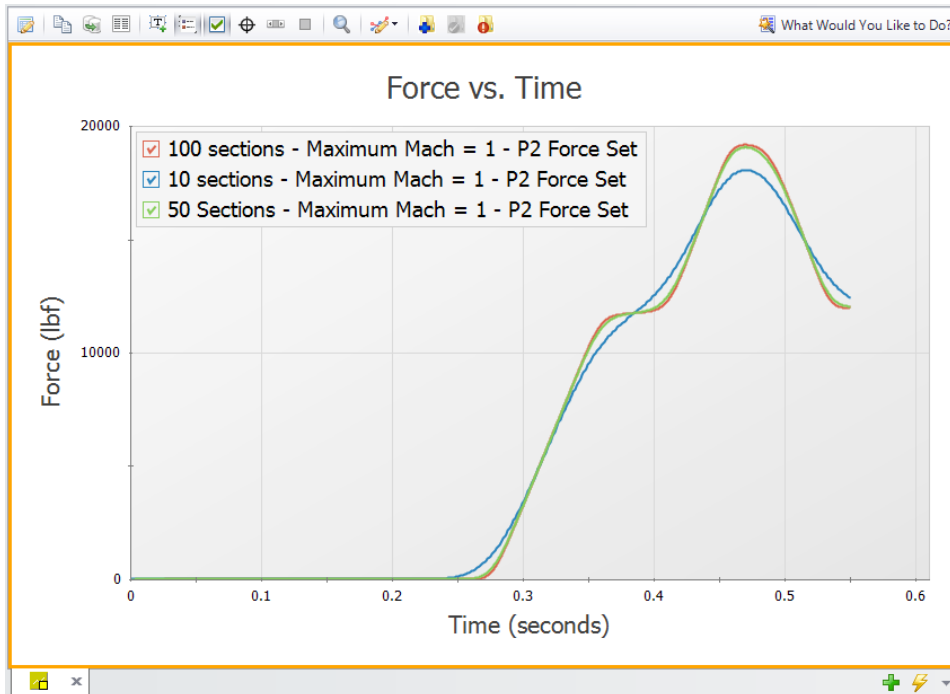 What Would You Like to Do?
Force vs. Time
20000
100 sections - Maximum Mach = 1 - P2 Force Set
10 sections - Maximum Mach = 1 - P2 Force Set
50 Sections - Maximum Mach = 1 - P2 Force Set
Force (lbf)
10000
0
0 0.1 0.2 0.3 0.4 0.5 0.6
Time (seconds)